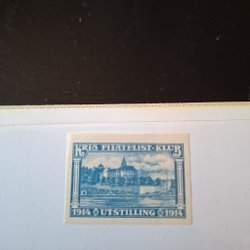 KRIA FILATELIST-KLUB
1914 UTSTILLING 1914